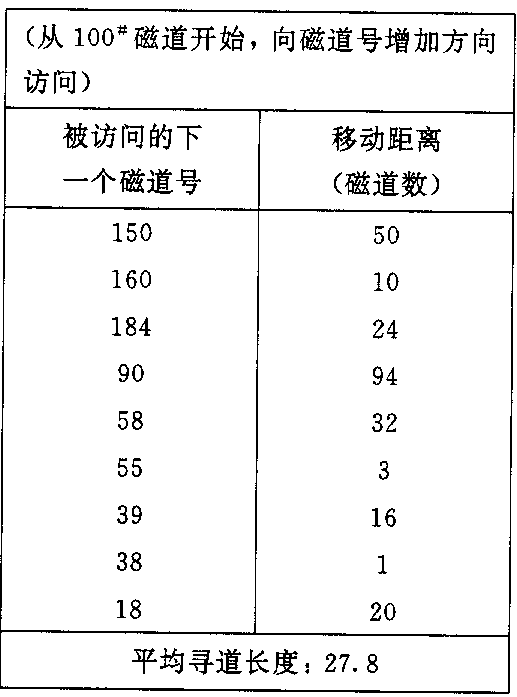 (从100#磁道开始，向磁道号增加方向
访问)
被访问的下 移动距离
一个磁道号 (磁道数)
150 50
160 10
184 24
90 94
58 32
55 3
39 16
38 1
18 20
平均寻道长度：27.8